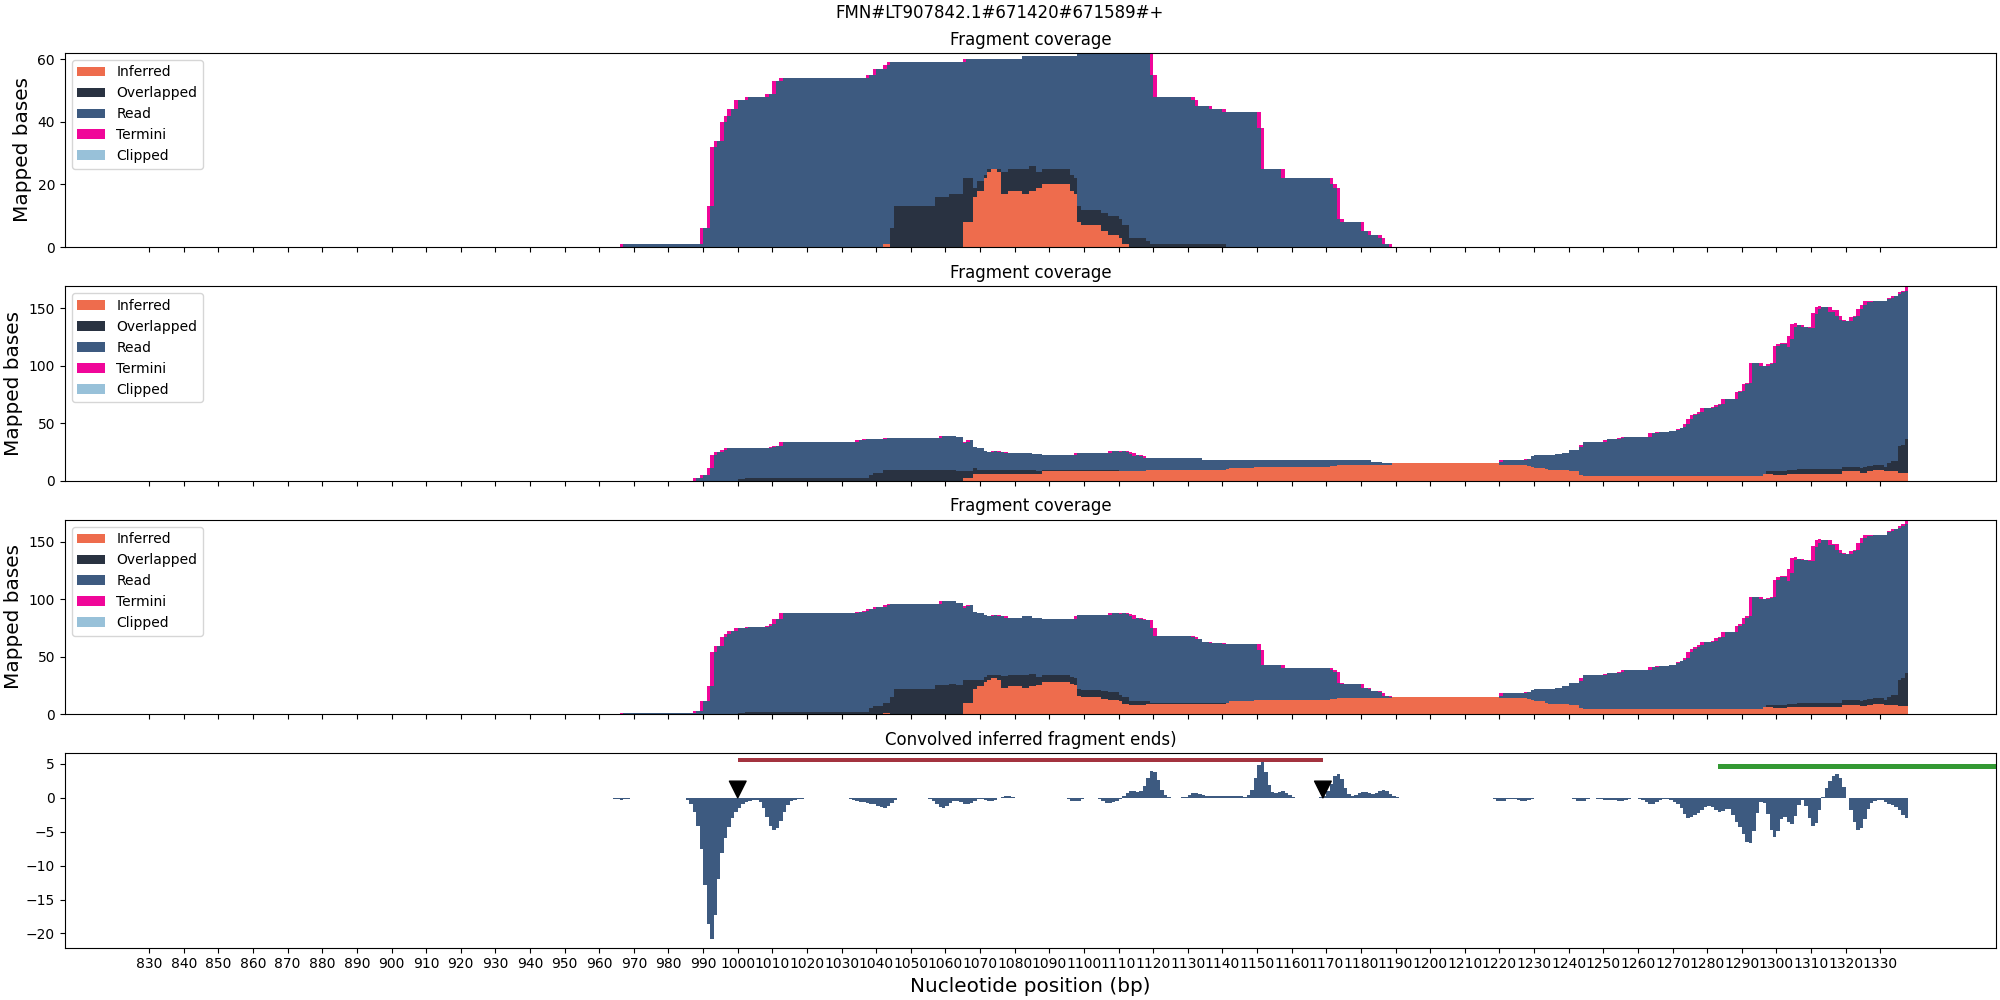 FMN#LT907842.1#671420#671589#+
Fragment coverage
Mapped bases
60
40
20
0
Inferred
Overlapped
Read
Termini
Clipped
Fragment coverage
Mapped bases
150
100
50
0
Inferred
Overlapped
Read
Termini
Clipped
Fragment coverage
Mapped bases
150
100
50
0
Inferred
Overlapped
Read
Termini
Clipped
Convolved inferred fragment ends)
5
0
−5
−10
−15
−20
830 840 850 860 870 880 890 900 910 920 930 940 950 960 970 980 990 1000 1010 1020 1030 1040 1050 1060 1070 1080 1090 1100 1110 1120 1130 1140 1150 1160 1170 1180 1190 1200 1210 1220 1230 1240 1250 1260 1270 1280 1290 1300 1310 1320 1330
Nucleotide position (bp)